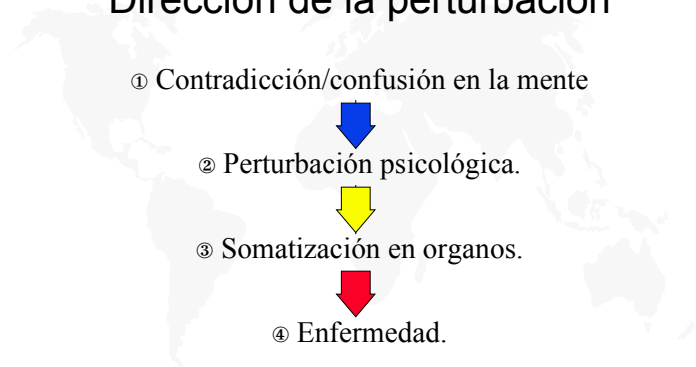 Dirección de la perturbación
① Contradicción/confusión en la mente
② Perturbación psicológica.
③ Somatización en organos.
④ Enfermedad.